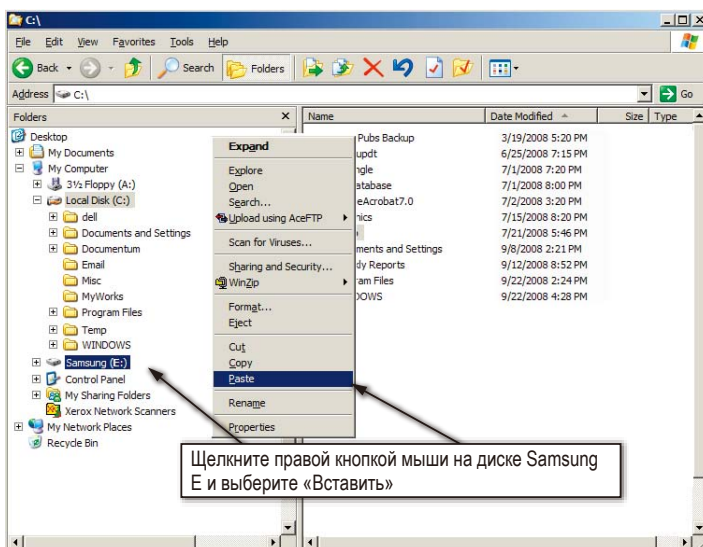 C:\
File Edit View Favorites Tools Help
Back Search Folders
Address C:\ Go
Folders
Desktop
My Documents
My Computer
3½ Floppy (A:)
Local Disk (C:)
dell
Documents and Settings
Documentum
Email
Misc
MyWorks
Program Files
Temp
WINDOWS
Samsung (E:)
Control Panel
My Sharing Folders
Xerox Network Scanners
My Network Places
Recycle Bin
Expand
Explore
Open
Search...
Upload using AceFTP
Scan for Viruses...
Sharing and Security...
WinZip
Format...
Eject
Cut
Copy
Paste
Rename
Properties
Name Date Modified Size Type
Pubs Backup 3/19/2008 5:20 PM
updt 6/25/2008 7:15 PM
ngle 7/1/2008 7:20 PM
atabase 7/1/2008 8:00 PM
eAcrobat7.0 7/2/2008 3:20 PM
nics 7/15/2008 8:20 PM
7/21/2008 5:46 PM
ments and Settings 9/8/2008 2:21 PM
dy Reports 9/12/2008 8:52 PM
ram Files 9/22/2008 2:24 PM
DOWS 9/22/2008 4:28 PM
Щелкните правой кнопкой мыши на диске Samsung
E и выберите «Вставить»